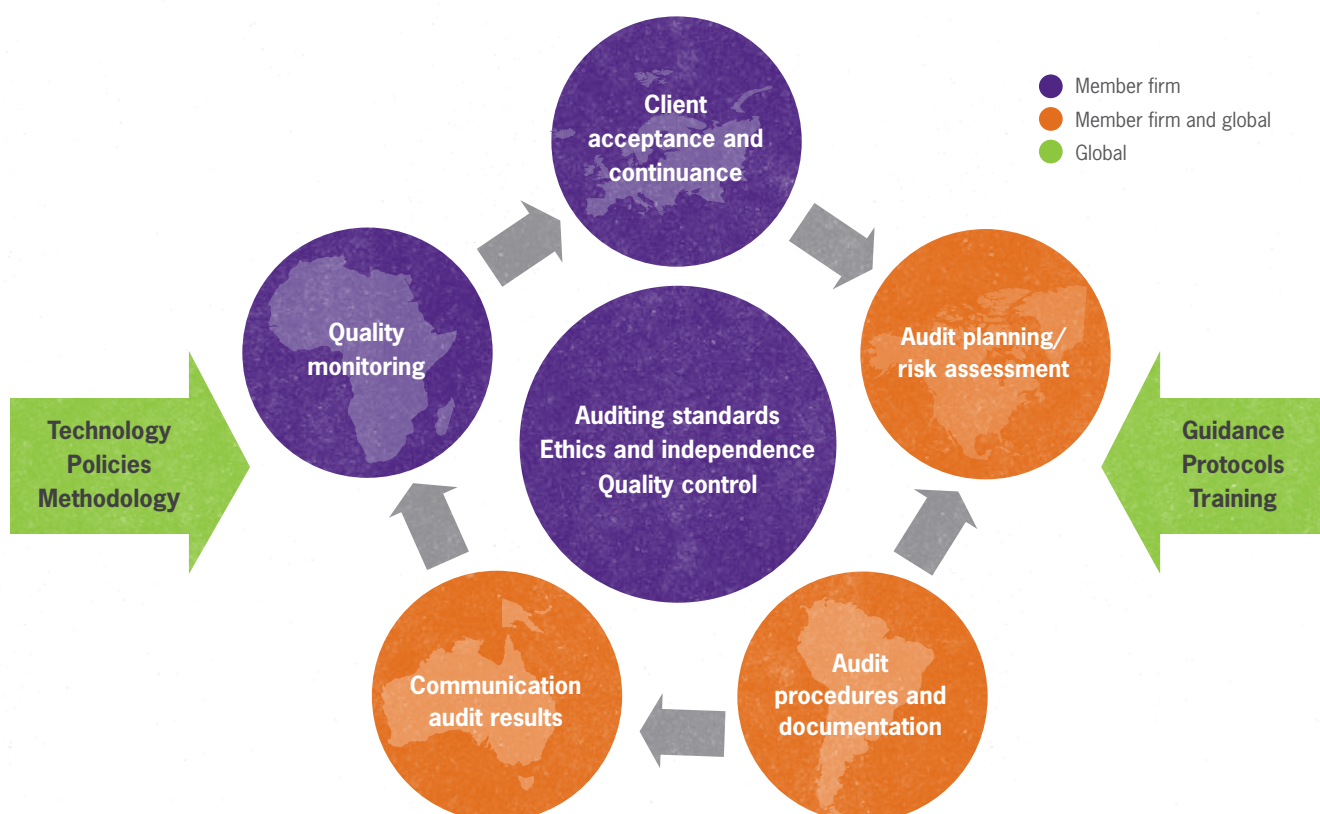 Client
acceptance and
continuance
Member firm
Member firm and global
Global
Quality
monitoring
Audit planning/
risk assessment
Technology
Policies
Methodology
Auditing standards
Ethics and independence
Quality control
Guidance
Protocols
Training
Communication
audit results
Audit
procedures and
documentation